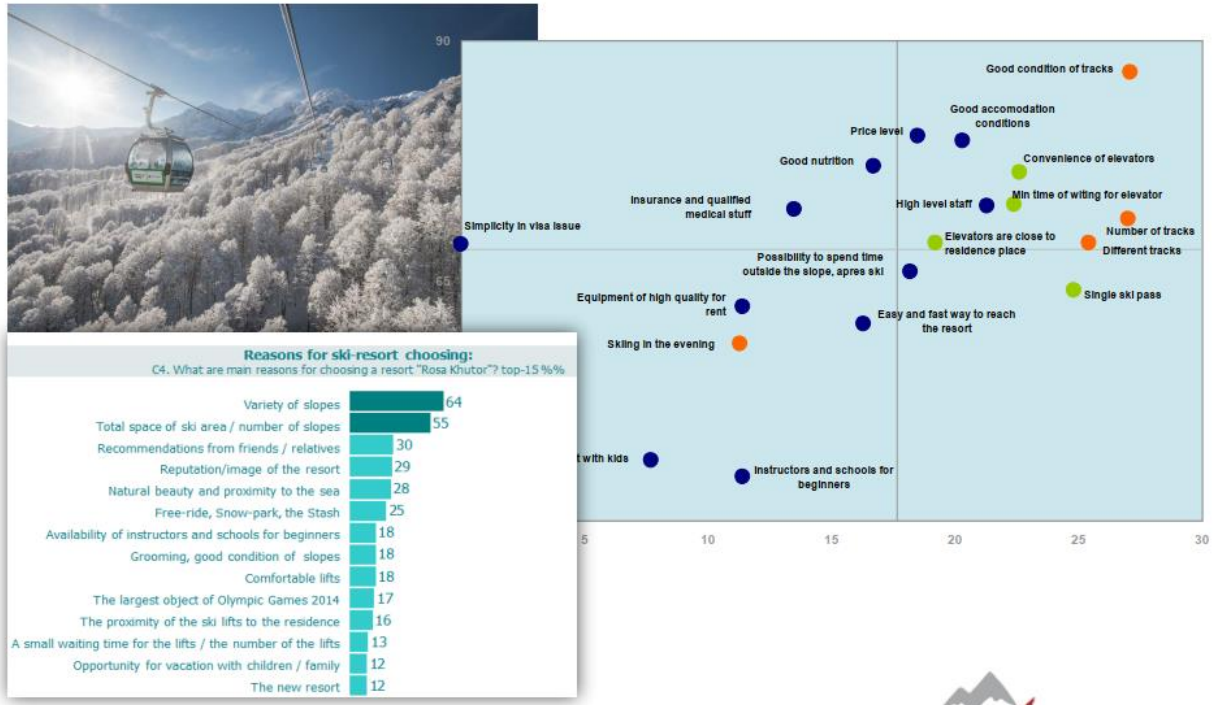 90
Good condition of tracks
Good accomodation
conditions
Price level
Good nutrition
Convenience of elevators
Insurance and qualified
medical stuff
High level staff
Min time of witing for elevator
Simplicity in visa issue
Number of tracks
Elevators are close to
residence place
Different tracks
Possibility to spend time
outside the slope, apres ski
Single ski pass
Equipment of high quality for
rent
Easy and fast way to reach
the resort
Skiing in the evening
t with kids
Instructors and schools for
beginners
5 10 15 20 25 30
Reasons for ski-resort choosing:
C4. What are main reasons for choosing a resort "Rosa Khutor"? top-15 %%
Variety of slopes 64
Total space of ski area / number of slopes 55
Recommendations from friends / relatives 30
Reputation/image of the resort 29
Natural beauty and proximity to the sea 28
Free-ride, Snow-park, the Stash 25
Availability of instructors and schools for beginners 18
Grooming, good condition of slopes 18
Comfortable lifts 18
The largest object of Olympic Games 2014 17
The proximity of the ski lifts to the residence 16
A small waiting time for the lifts / the number of the lifts 13
Opportunity for vacation with children / family 12
The new resort 12